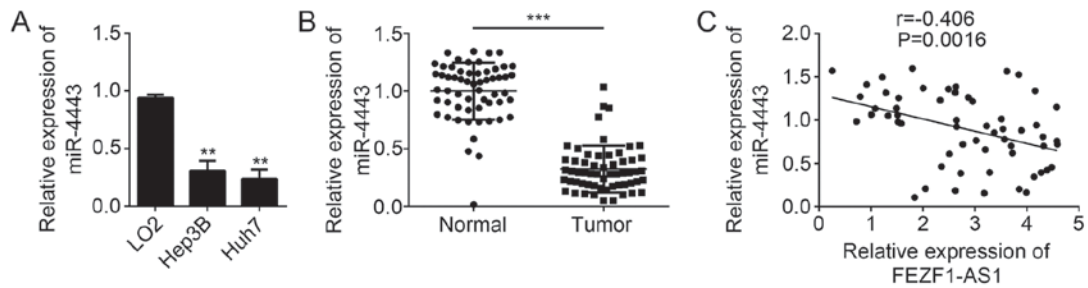 A
Relative expression of
miR-4443
1.5
1.0
0.5
0.0
**
**
LO2
Hep3B
Huh7
B
Relative expression of
miR-4443
1.5
1.0
0.5
0.0
***
Normal
Tumor
C
r=-0.406
P=0.0016
Relative expression of
miR-4443
2.0
1.5
1.0
0.5
0.0
0 1 2 3 4 5
Relative expression of
FEZF1-AS1